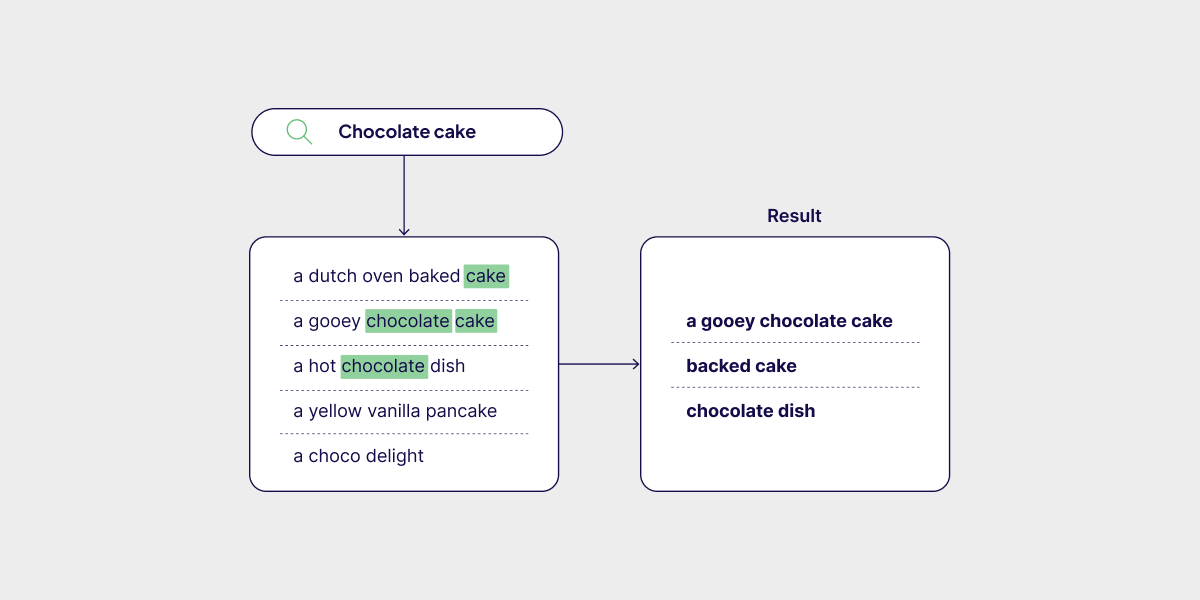 Chocolate cake
a dutch oven baked cake
a gooey chocolate cake
a hot chocolate dish
a yellow vanilla pancake
a choco delight
Result
a gooey chocolate cake
backed cake
chocolate dish